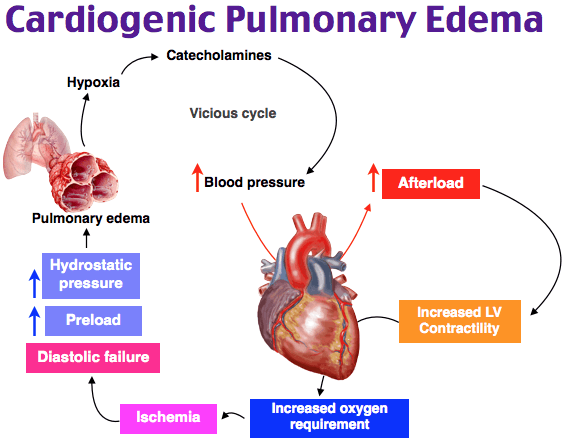 Cardiogenic Pulmonary Edema
Catecholamines
Hypoxia
Vicious cycle
Blood pressure
Afterload
Pulmonary edema
Hydrostatic
pressure
Preload
Increased LV
Contractility
Diastolic failure
Ischemia
Increased oxygen
requirement